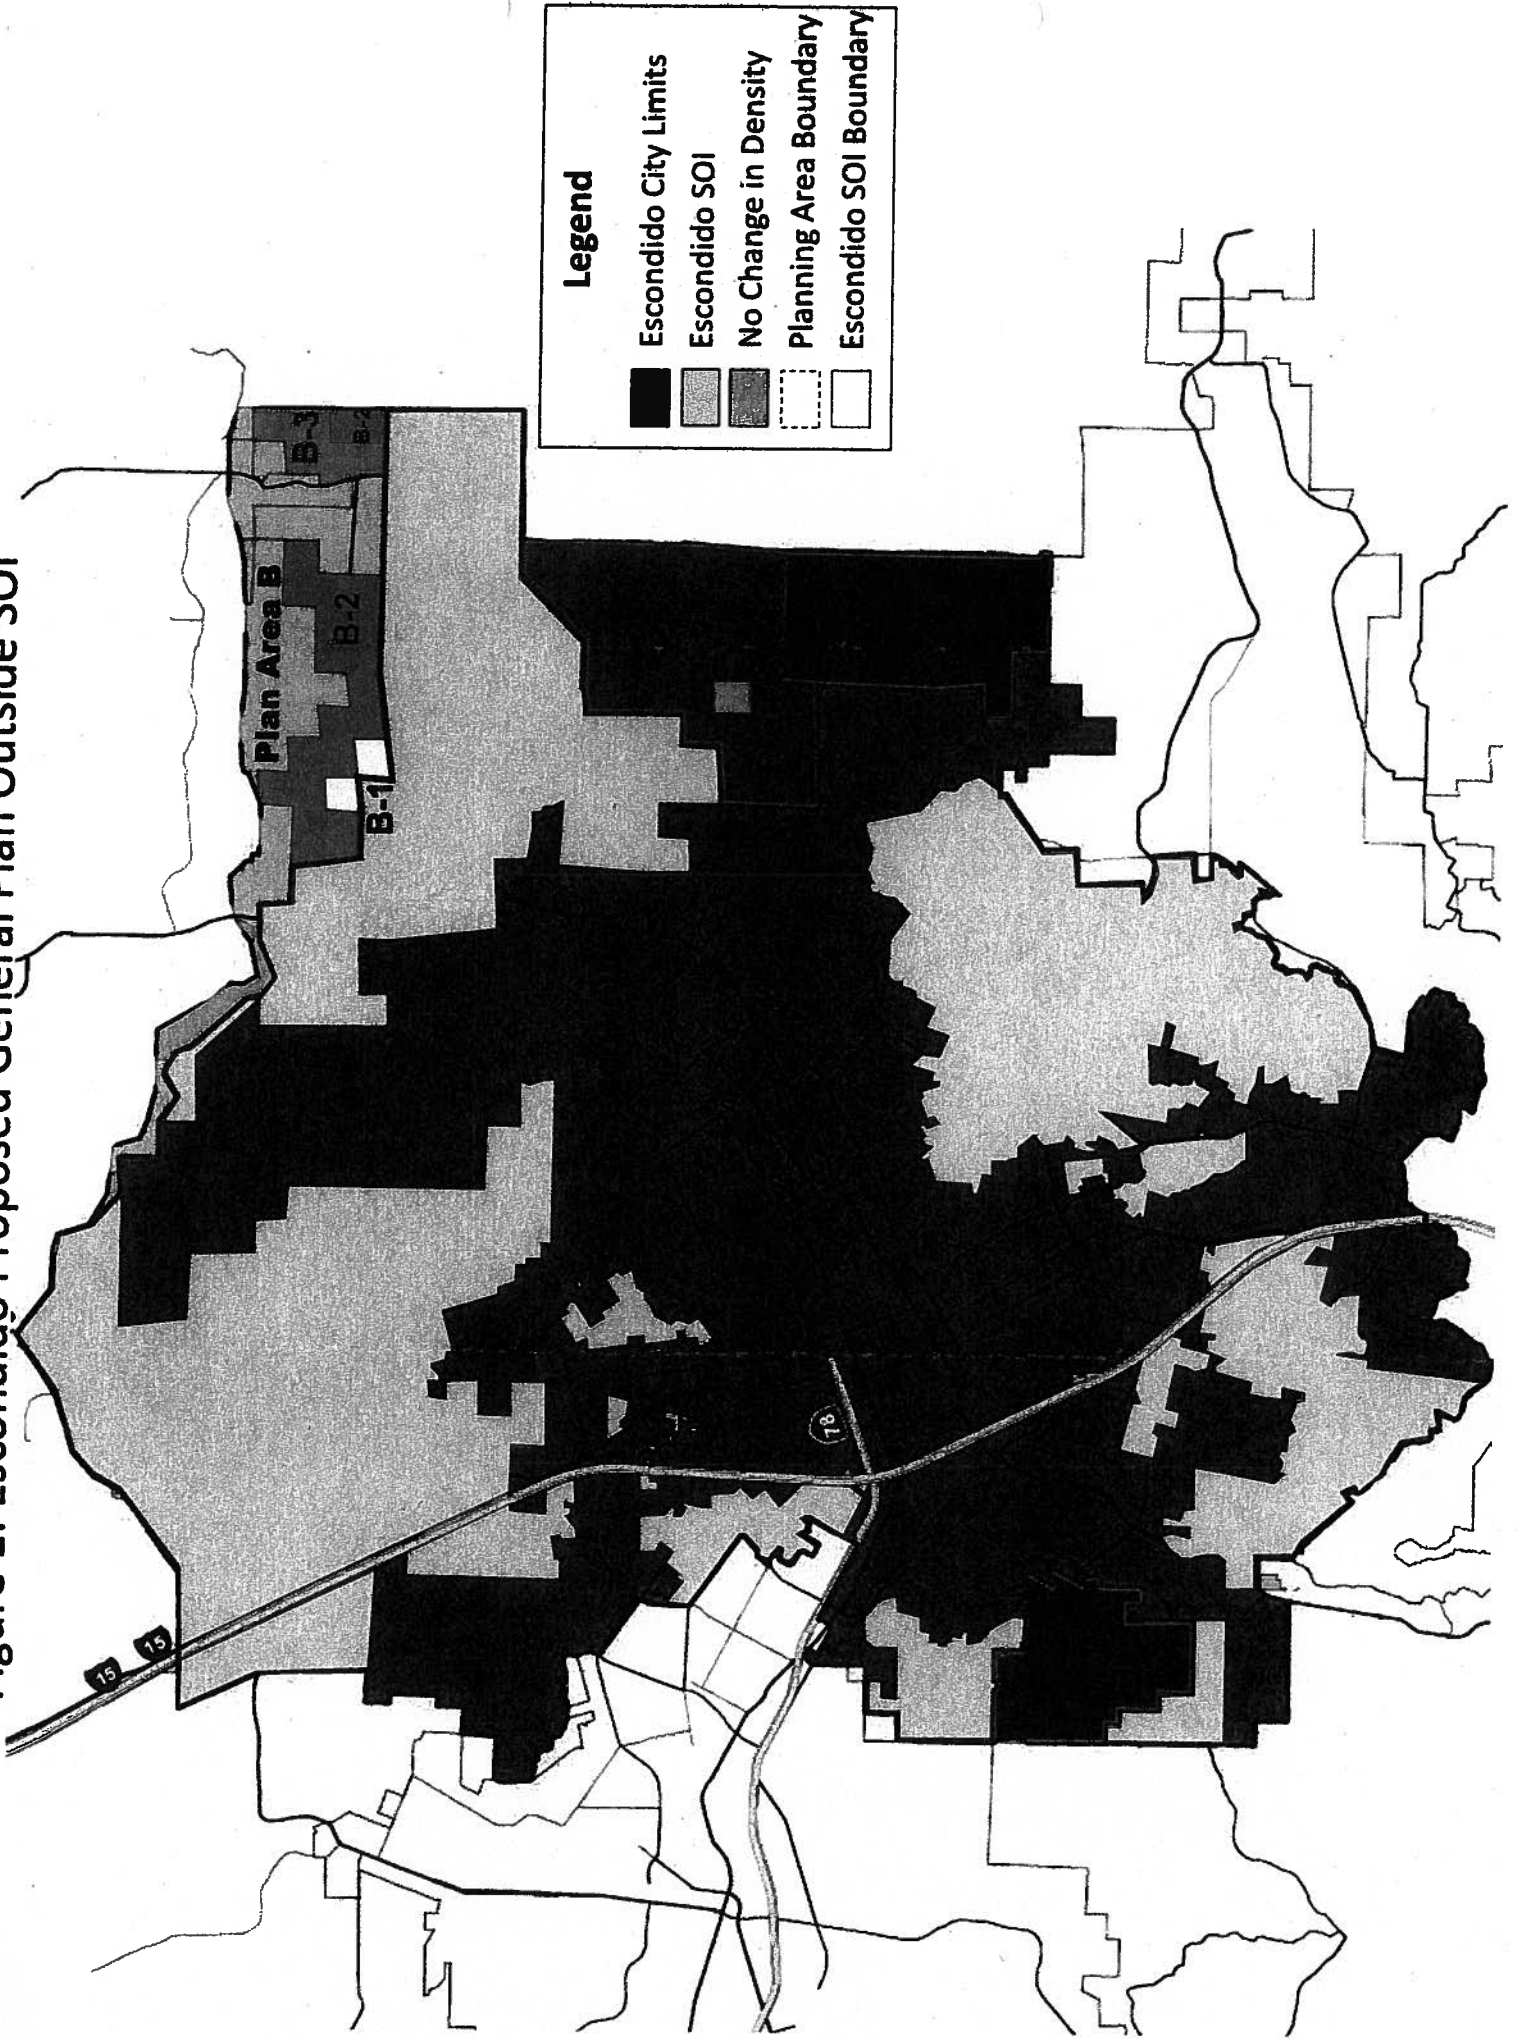 Figure 2: Escondido Proposed General Plan Outside SOI
15
15
78
Plan Area B
B-1
B-2
B-3
B-2
Legend
Escondido City Limits
Escondido SOI
No Change in Density
Planning Area Boundary
Escondido SOI Boundary